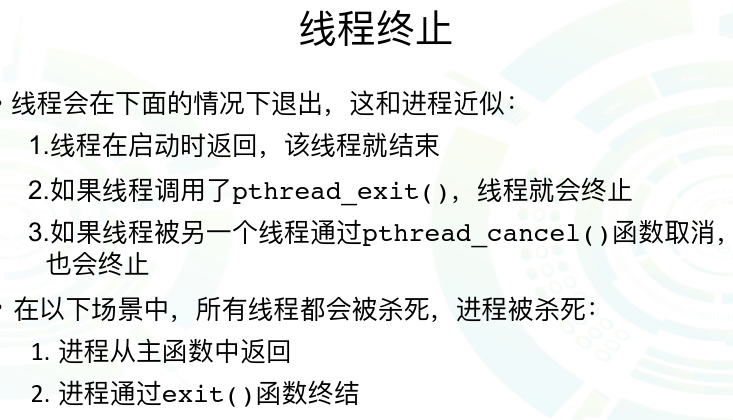 线程终止
• 线程会在下面的情况下退出，这和进程近似：
1.线程在启动时返回，该线程就结束
2.如果线程调用了pthread_exit()，线程就会终止
3.如果线程被另一个线程通过pthread_cancel()函数取消，
也会终止
• 在以下场景中，所有线程都会被杀死，进程被杀死：
1. 进程从主函数中返回
2. 进程通过exit()函数终结